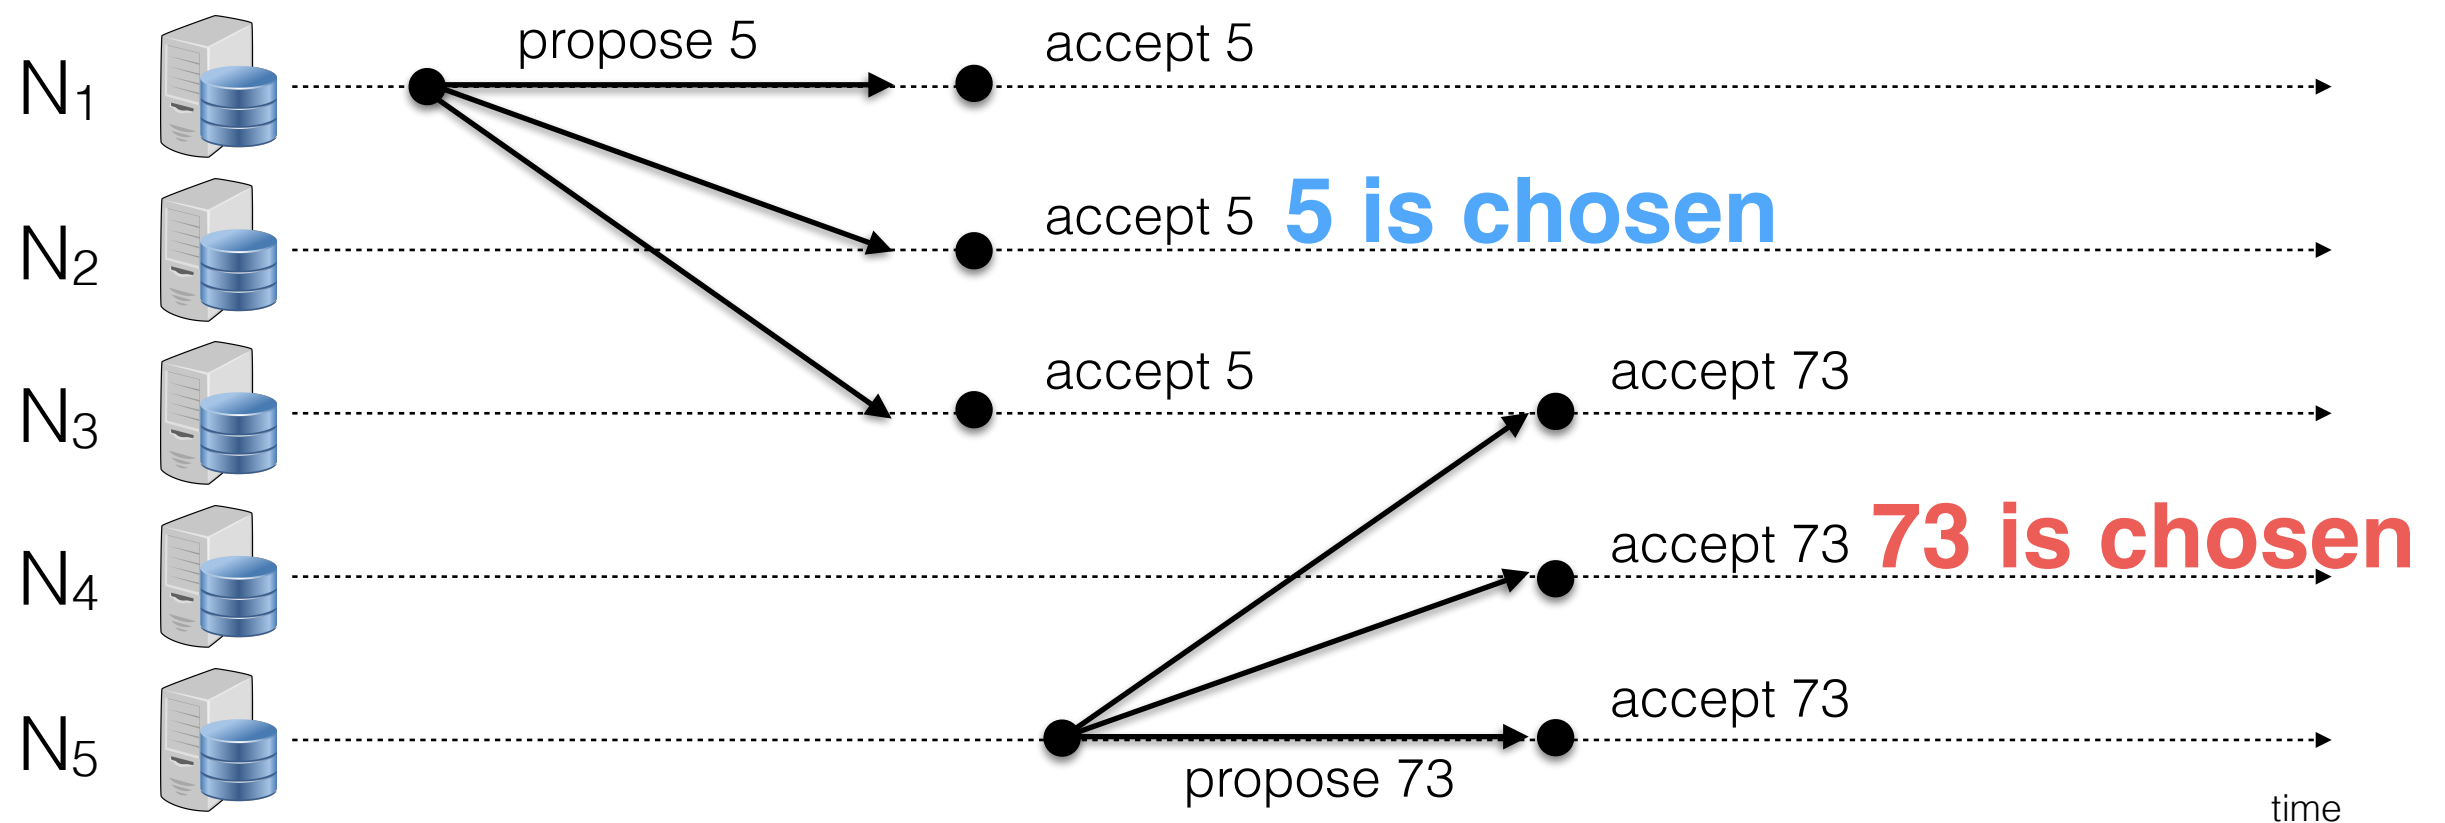 propose 5
accept 5
N1
accept 5 5 is chosen
N2
accept 5 accept 73
N3
accept 73 73 is chosen
N4
accept 73
N5
propose 73
time